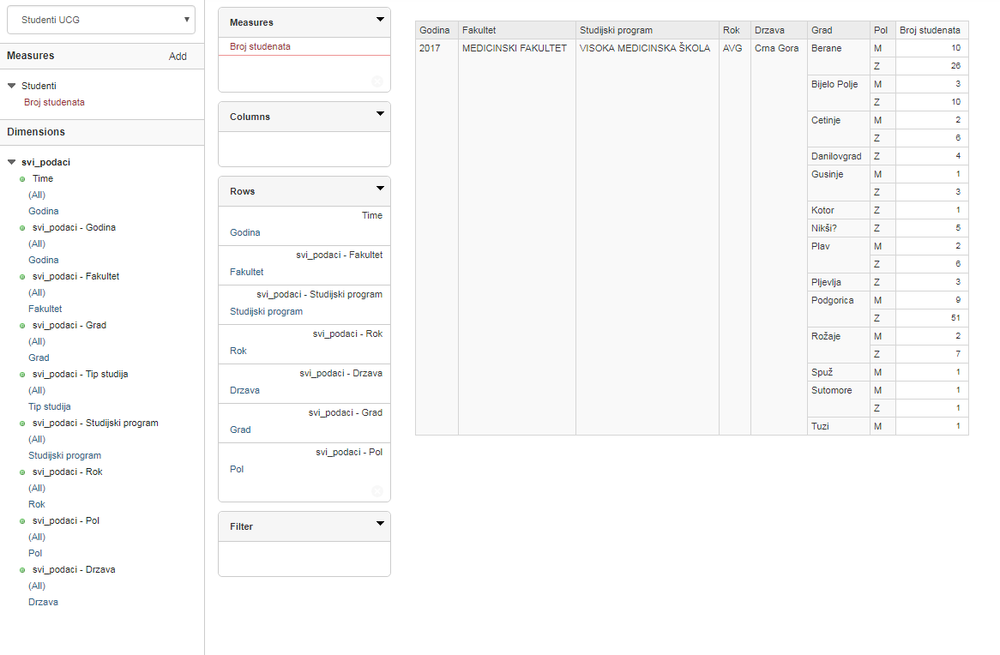 Studenti UCG
Measures Add
Studenti
Broj studenata
Dimensions
svi_podaci
Time
(All)
Godina
svi_podaci - Godina
(All)
Godina
svi_podaci - Fakultet
(All)
Fakultet
svi_podaci - Grad
(All)
Grad
svi_podaci - Tip studija
(All)
Tip studija
svi_podaci - Studijski program
(All)
Studijski program
svi_podaci - Rok
(All)
Rok
svi_podaci - Pol
(All)
Pol
svi_podaci - Drzava
(All)
Drzava
Measures
Broj studenata
Columns
Rows
Time
Godina
svi_podaci - Fakultet
Fakultet
svi_podaci - Studijski program
Studijski program
svi_podaci - Rok
Rok
svi_podaci - Drzava
Drzava
svi_podaci - Grad
Grad
svi_podaci - Pol
Pol
Filter
Godina Fakultet Studijski program Rok Drzava Grad Pol Broj studenata
2017 MEDICINSKI FAKULTET VISOKA MEDICINSKA ŠKOLA AVG Crna Gora Berane M 10
Z 26
Bijelo Polje M 3
Z 10
Cetinje M 2
Z 6
Danilovgrad Z 4
Gusinje M 1
Z 3
Kotor Z 1
Nikši? Z 5
Plav M 2
Z 6
Pljevlja Z 3
Podgorica M 9
Z 51
Rožaje M 2
Z 7
Spuž M 1
Sutomore M 1
Z 1
Tuzi M 1